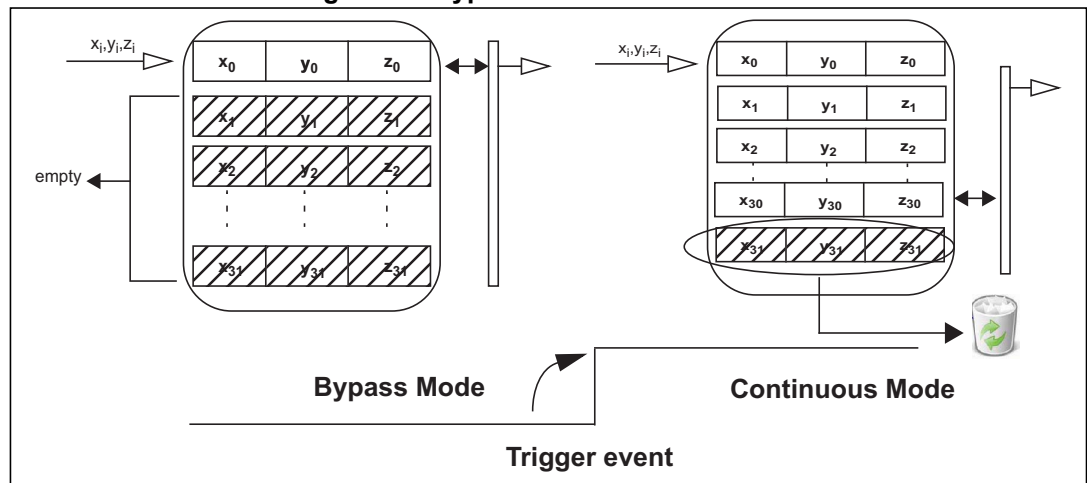 xi,yi,zi
x0 y0 z0
x1 y1 z1
x2 y2 z2
x31 y31 z31
empty
xi,yi,zi
x0 y0 z0
x1 y1 z1
x2 y2 z2
x30 y30 z30
x31 y31 z31
Bypass Mode
Continuous Mode
Trigger event